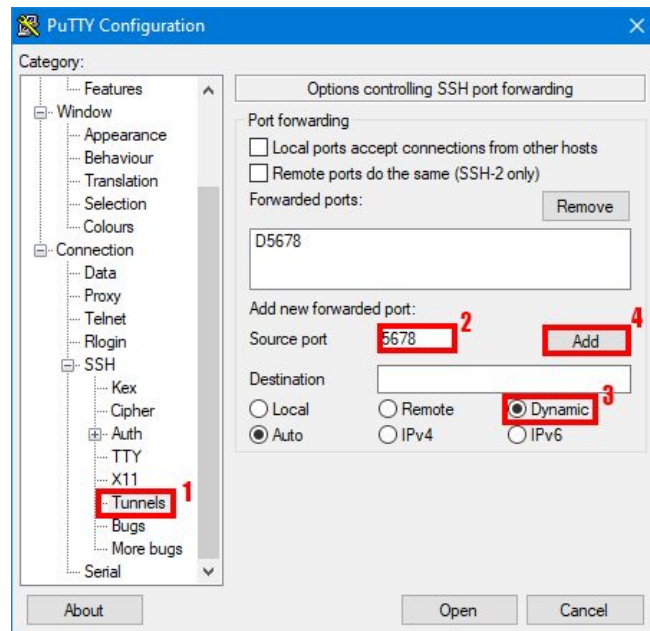 PuTTY Configuration
Category:
Features
Window
Appearance
Behaviour
Translation
Selection
Colours
Connection
Data
Proxy
Telnet
Rlogin
SSH
Kex
Cipher
Auth
TTY
X11
Tunnels 1
Bugs
More bugs
Serial
Options controlling SSH port forwarding
Port forwarding
Local ports accept connections from other hosts
Remote ports do the same (SSH-2 only)
Forwarded ports: Remove
D5678
Add new forwarded port:
Source port 5678 2 Add 4
Destination
Local Remote Dynamic 3
Auto IPv4 IPv6
About Open Cancel